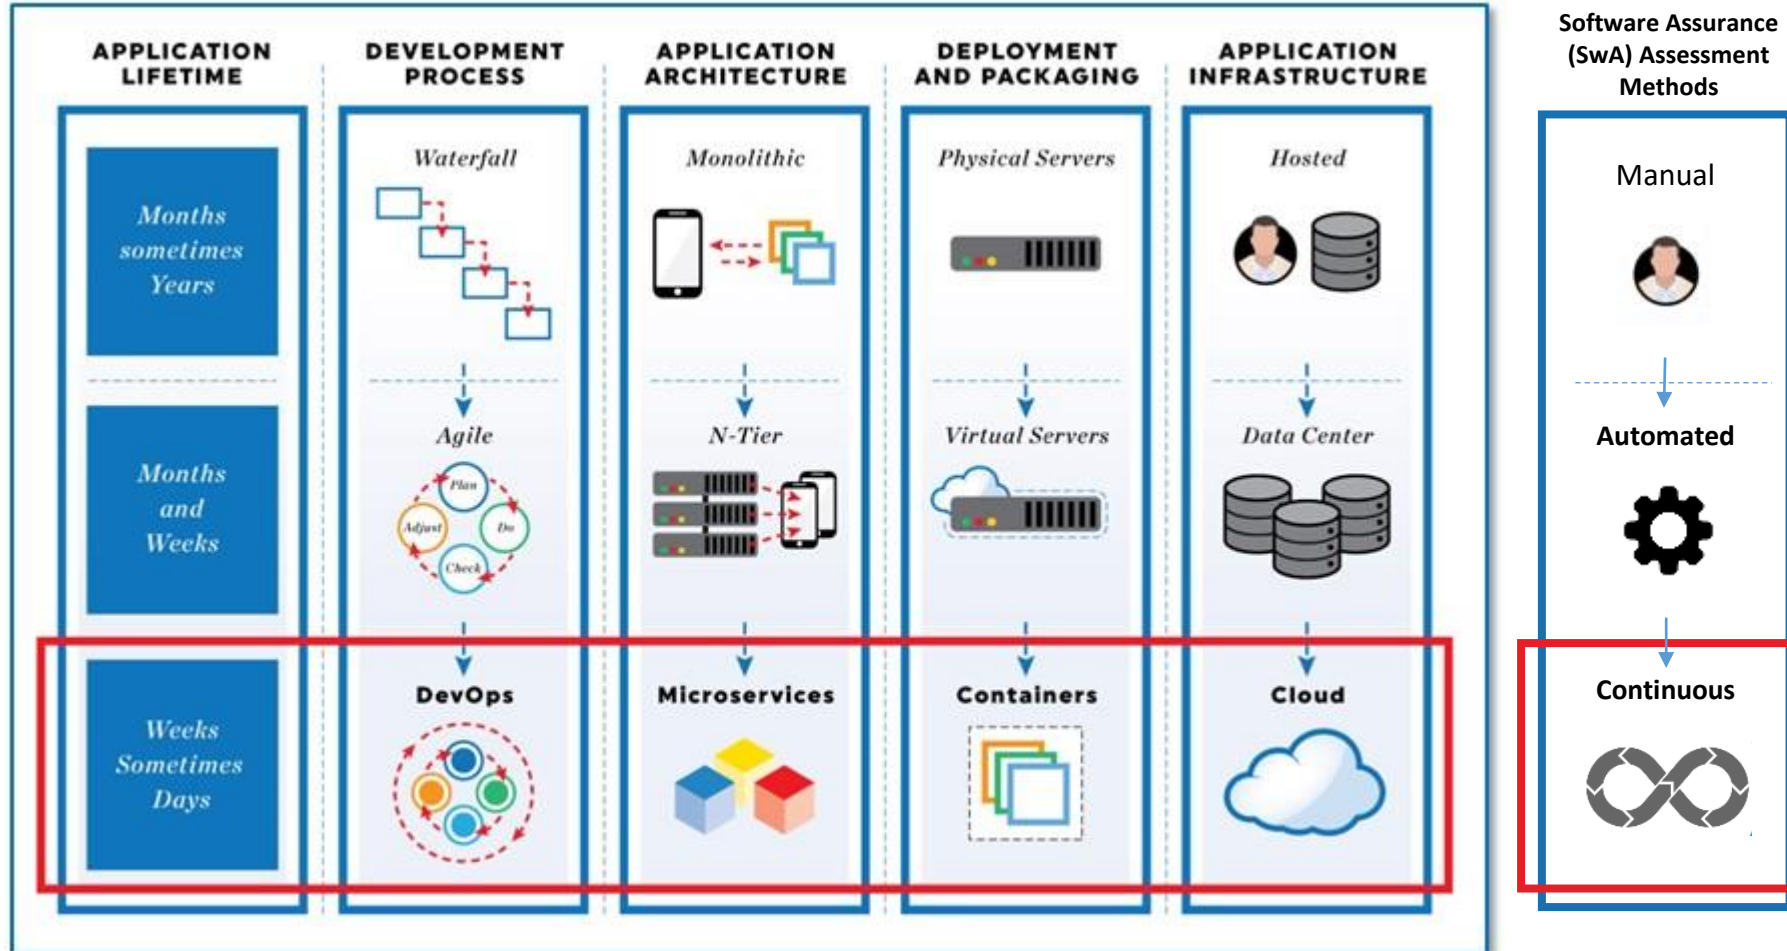 APPLICATION
LIFETIME
DEVELOPMENT
PROCESS
APPLICATION
ARCHITECTURE
DEPLOYMENT
AND PACKAGING
APPLICATION
INFRASTRUCTURE
Software Assurance
(SwA) Assessment
Methods
Months
sometimes
Years
Waterfall
Monolithic
Physical Servers
Hosted
Manual
Months
and
Weeks
Agile
Plan
Do
Check
Adjust
N-Tier
Virtual Servers
Data Center
Automated
Weeks
Sometimes
Days
DevOps
Microservices
Containers
Cloud
Continuous